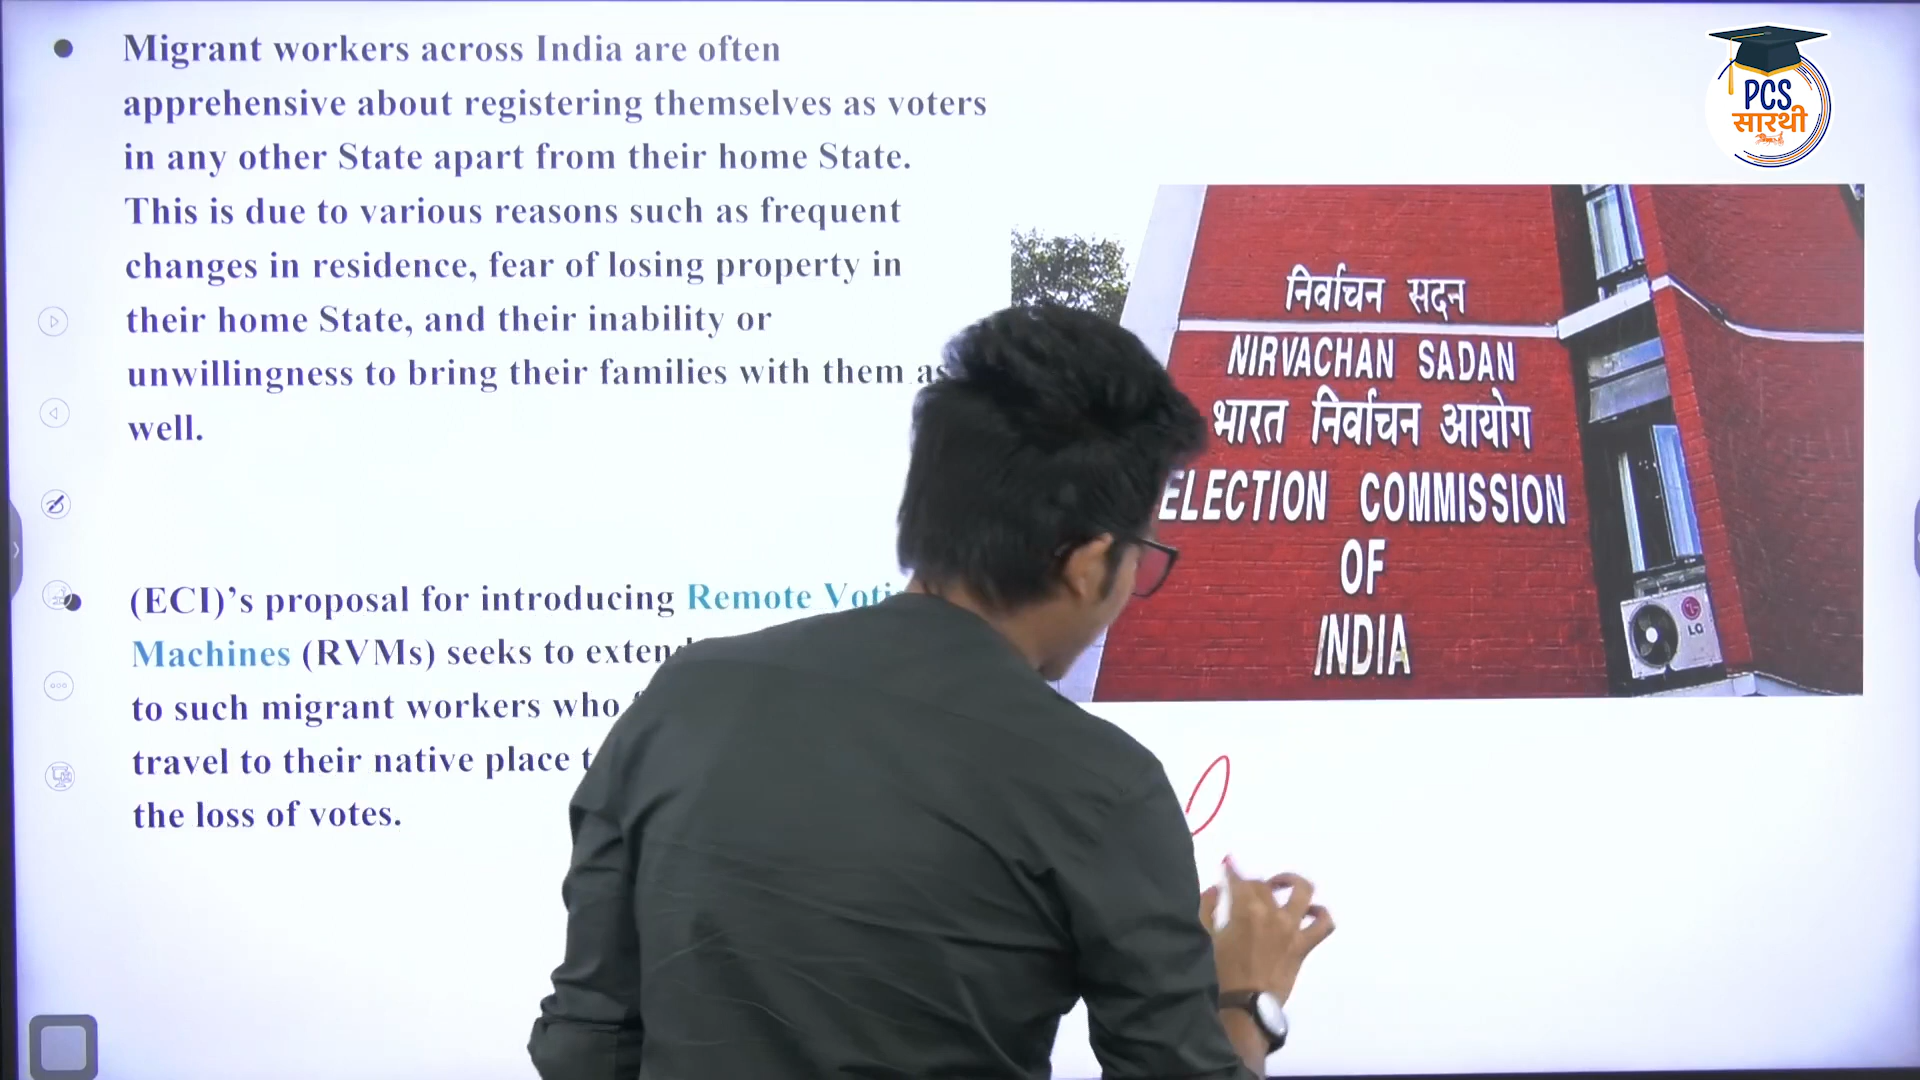 Migrant workers across India are often
apprehensive about registering themselves as voters
in any other State apart from their home State.
This is due to various reasons such as frequent
changes in residence, fear of losing property in
their home State, and their inability or
unwillingness to bring their families with them as
well.
(ECI)'s proposal for introducing Remote
Machines (RVMs) seeks to
to such migrant workers who
travel to their native place
the loss of votes.
PCS
सारथी
निर्वाचन सदन
NIRVACHAN SADAN
भारत निर्वाचन आयोग
ELECTION COMMISSION
OF
INDIA
LG